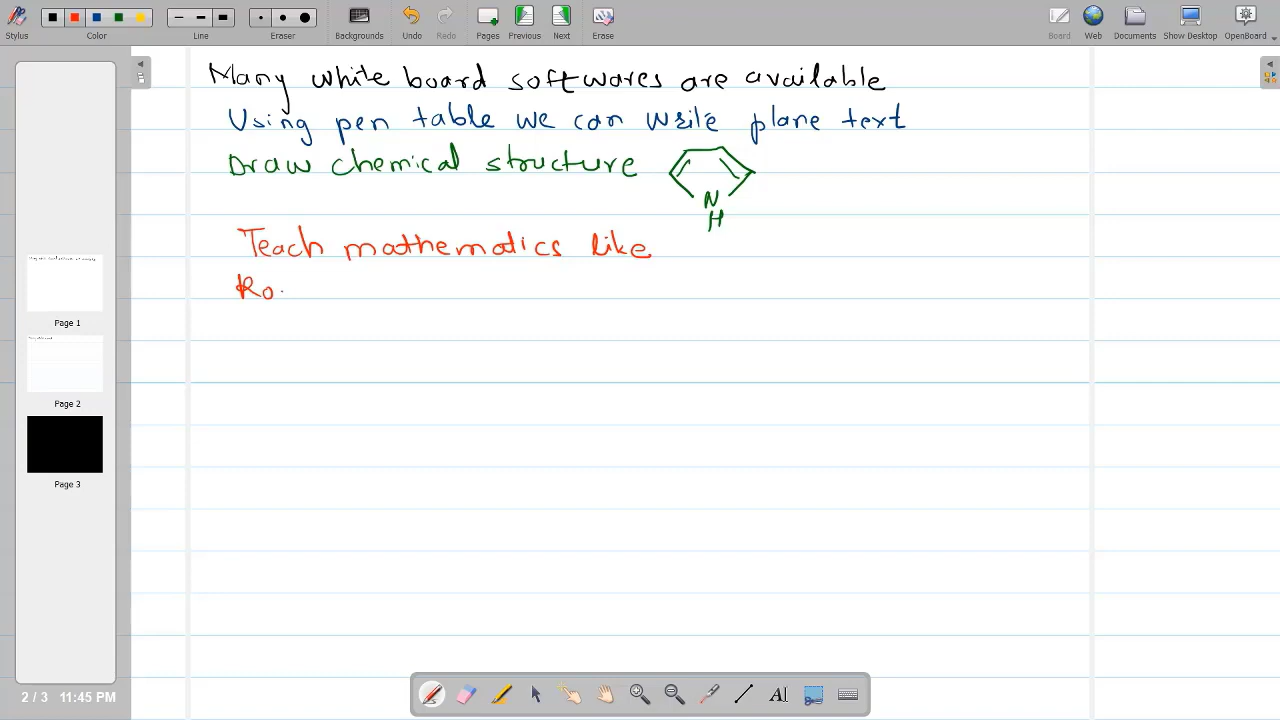 Stylus
Color
Line
Eraser
Backgrounds
Undo
Redo
Pages
Previous
Next
Erase
Board
Web
Documents
Show Desktop
OpenBoard
Many white board softwares are available
Using pen table we can write plane text
Draw chemical structure
N
H
Teach mathematics like
Ro
Page 1
Page 2
Page 3
2 / 3 11:45 PM
AI